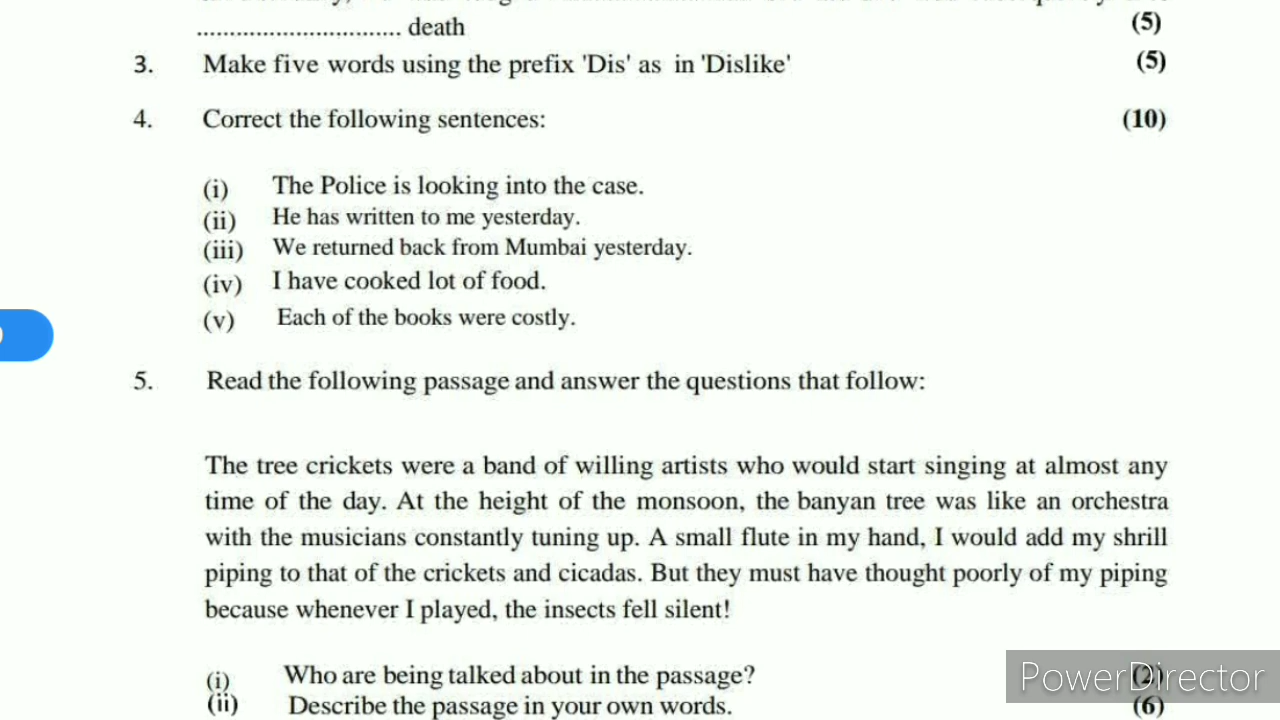 ............................... death (5)
3. Make five words using the prefix 'Dis' as in 'Dislike' (5)
4. Correct the following sentences: (10)
(i) The Police is looking into the case.
(ii) He has written to me yesterday.
(iii) We returned back from Mumbai yesterday.
(iv) I have cooked lot of food.
(v) Each of the books were costly.
5. Read the following passage and answer the questions that follow:
The tree crickets were a band of willing artists who would start singing at almost any
time of the day. At the height of the monsoon, the banyan tree was like an orchestra
with the musicians constantly tuning up. A small flute in my hand, I would add my shrill
piping to that of the crickets and cicadas. But they must have thought poorly of my piping
because whenever I played, the insects fell silent!
(i) Who are being talked about in the passage? (2)
(ii) Describe the passage in your own words. (6)
PowerDirector